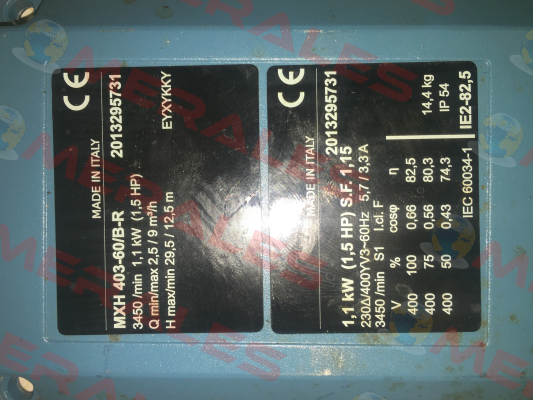 CE
MADE IN ITALY
MXH 403-60/B-R 2013295731
3450 /min 1,1 kW (1,5 HP)
Q min/max 2,5 / 9 m³/h
H max/min 29,5 / 12,5 m EYXYKKY
CE
MADE IN ITALY
2013295731
1,1 kW (1,5 HP) S.F. 1,15
230Δ/400YV3~60Hz 5,7 / 3,3 A
3450 /min S1 I.cl. F 14,4 kg
V % cosφ η IP 54
400 100 0,66 82,5
400 75 0,56 80,3
400 50 0,43 74,3
IEC 60034-1 IE2-82,5
MERALES
MERALES
MERALES